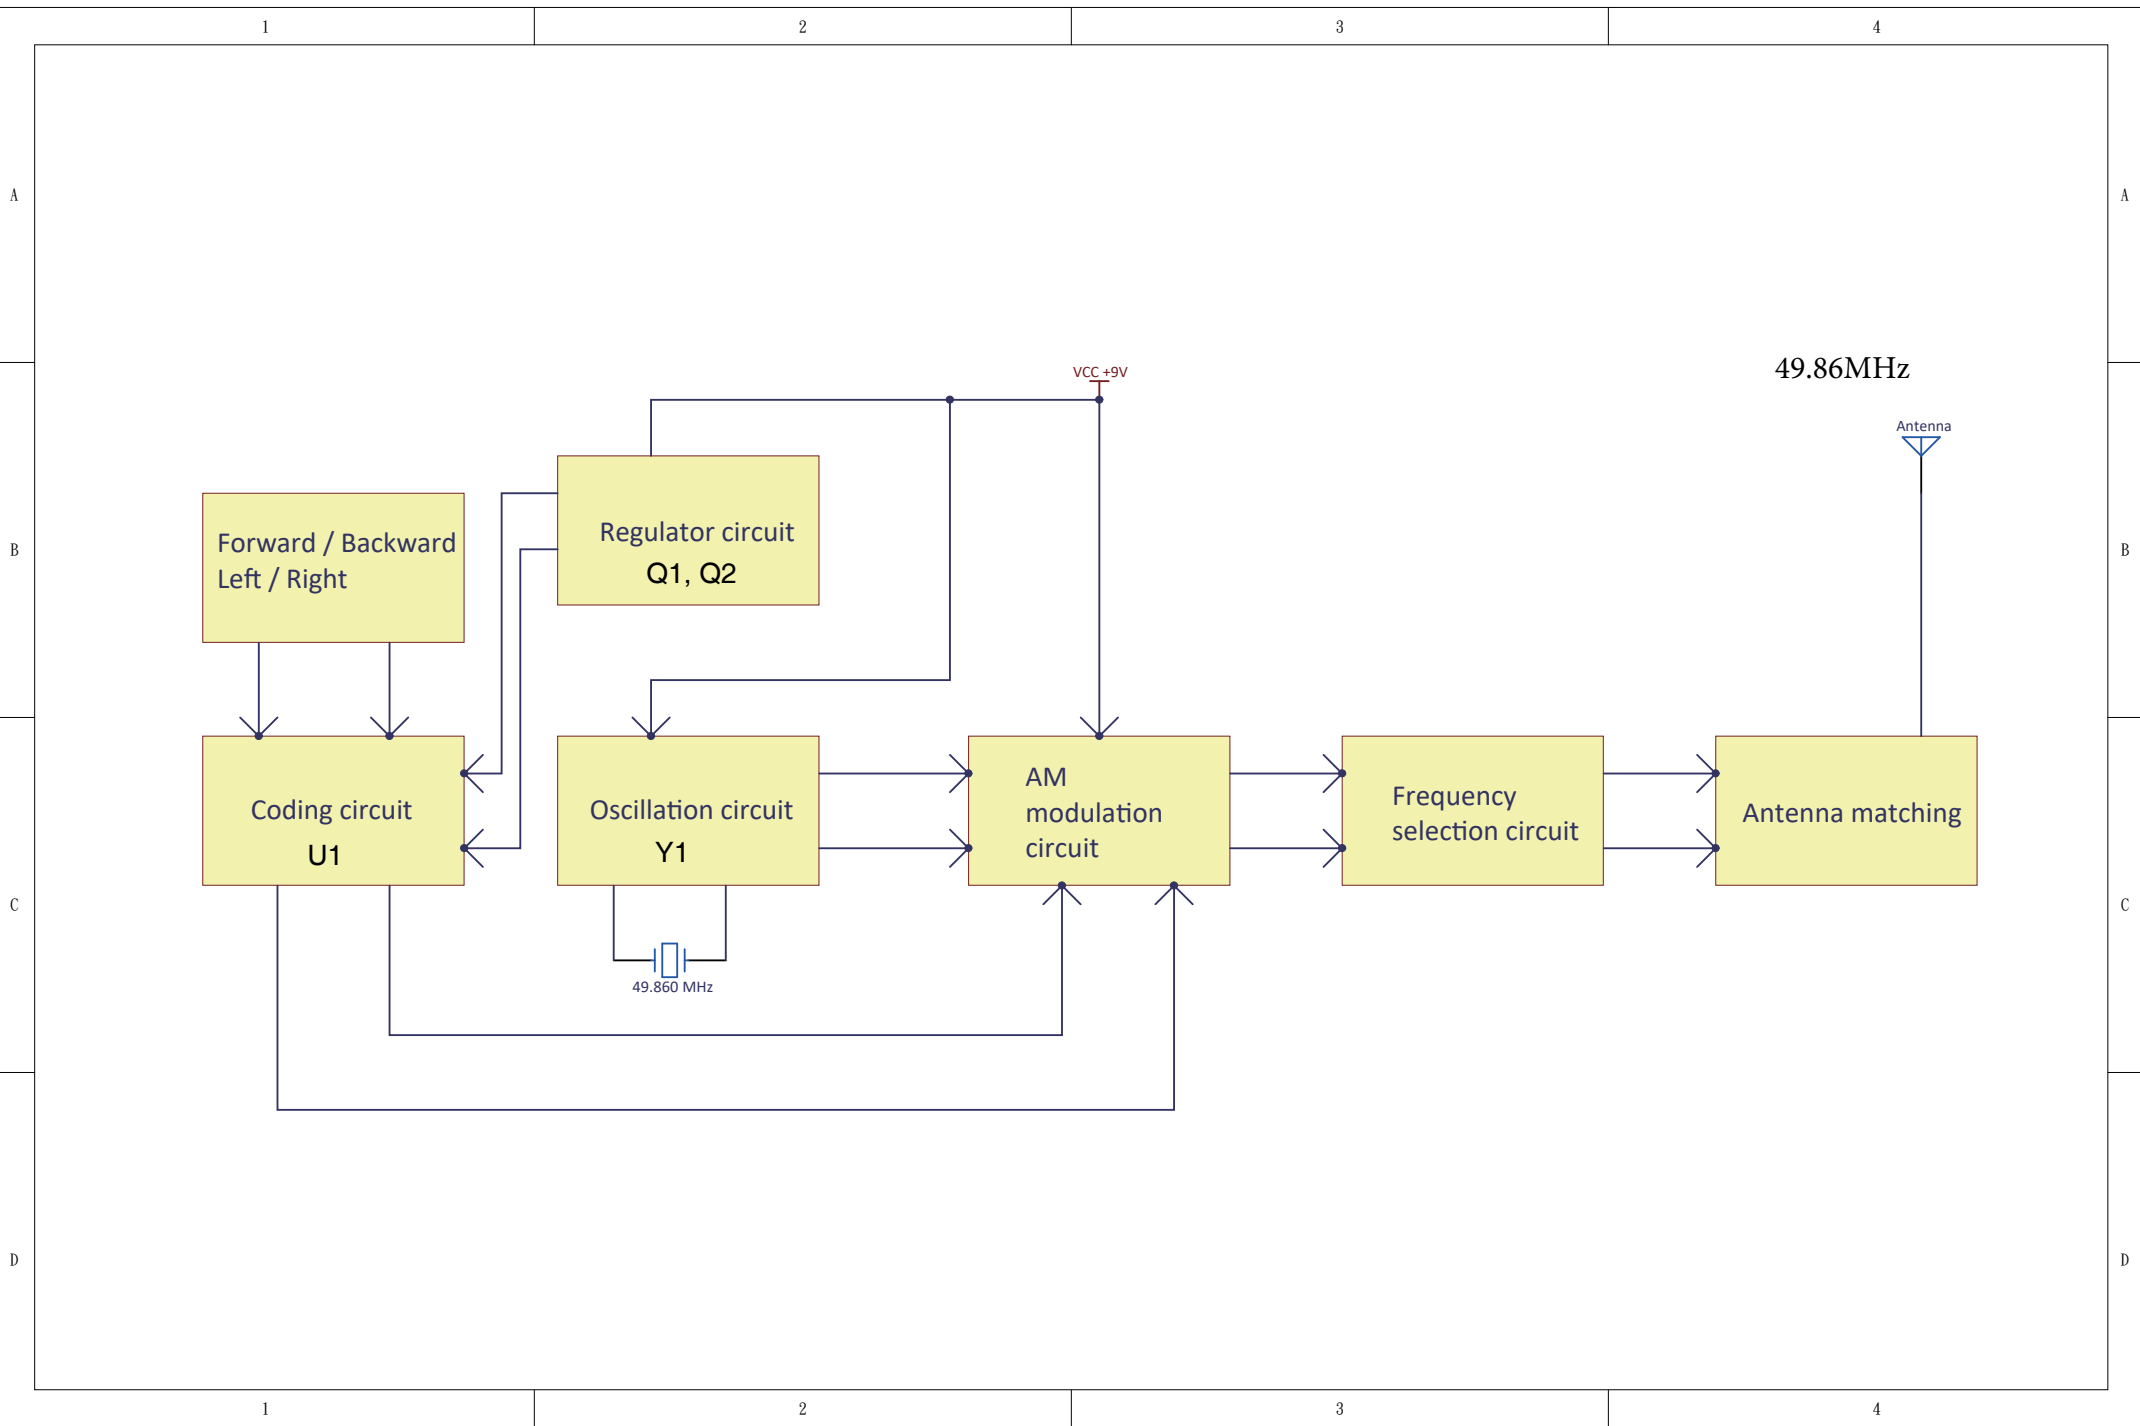 1 2 3 4
A A
VCC +9V
49.86MHz
Antenna
Forward / Backward
Left / Right
Regulator circuit
Q1, Q2
B B
Coding circuit
U1
Oscillation circuit
Y1
AM
modulation
circuit
Frequency
selection circuit
Antenna matching
C C
49.860 MHz
D D
1 2 3 4